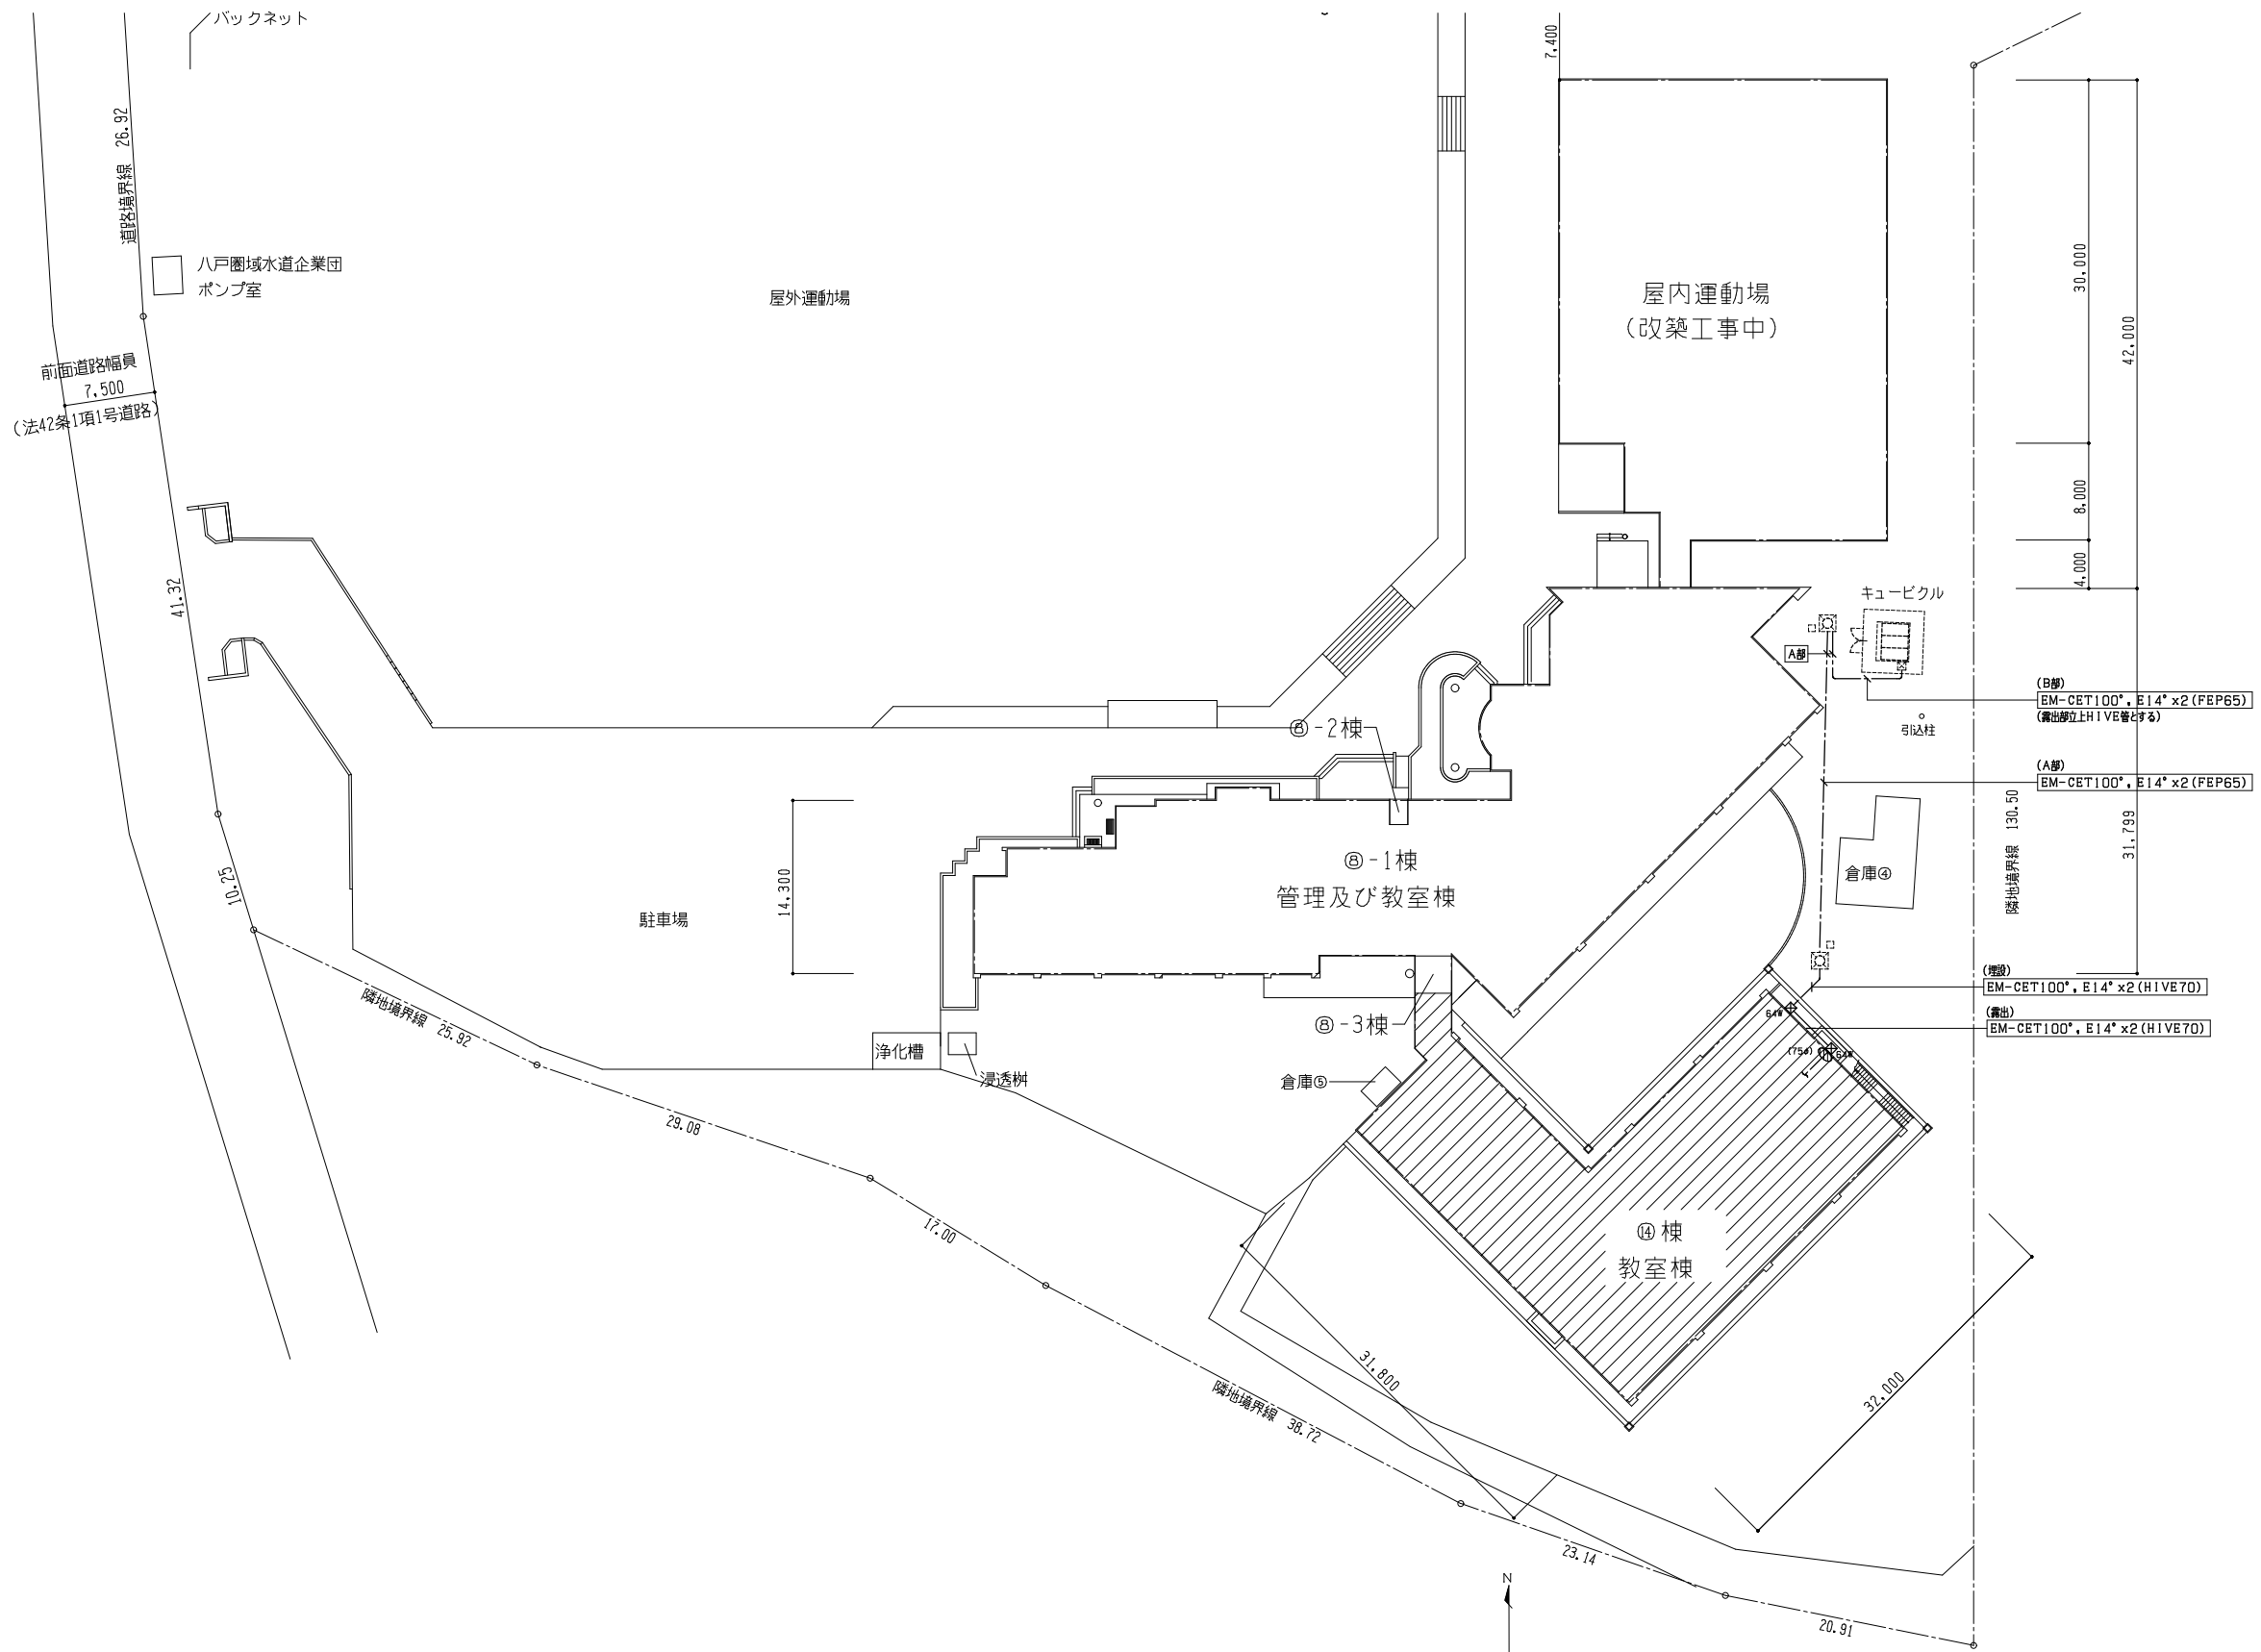 バックネット
7,400
道路境界線 26.92
八戸圏域水道企業団
ポンプ室
屋外運動場
屋内運動場
(改築工事中)
30,000
42,000
前面道路幅員
7,500
(法42条1項1号道路)
8,000
4,000
41.32
キュービクル
A部
(B部)
EM-CET100°, E14° x2 (FEP65)
(露出部立上HIVE管とする)
引込柱
⑧-2棟
(A部)
EM-CET100°, E14° x2 (FEP65)
隣地境界線 130.50
31,799
⑧-1棟
管理及び教室棟
倉庫④
14,300
10.25
駐車場
(埋設)
EM-CET100°, E14° x2 (HIVE70)
(露出)
EM-CET100°, E14° x2 (HIVE70)
隣地境界線 25.92
64W
⑧-3棟
浄化槽
浸透桝
(75φ)
64W
倉庫⑤
29.08
17.00
⑭棟
教室棟
31,800
隣地境界線 38.72
32,000
23.14
N
20.91